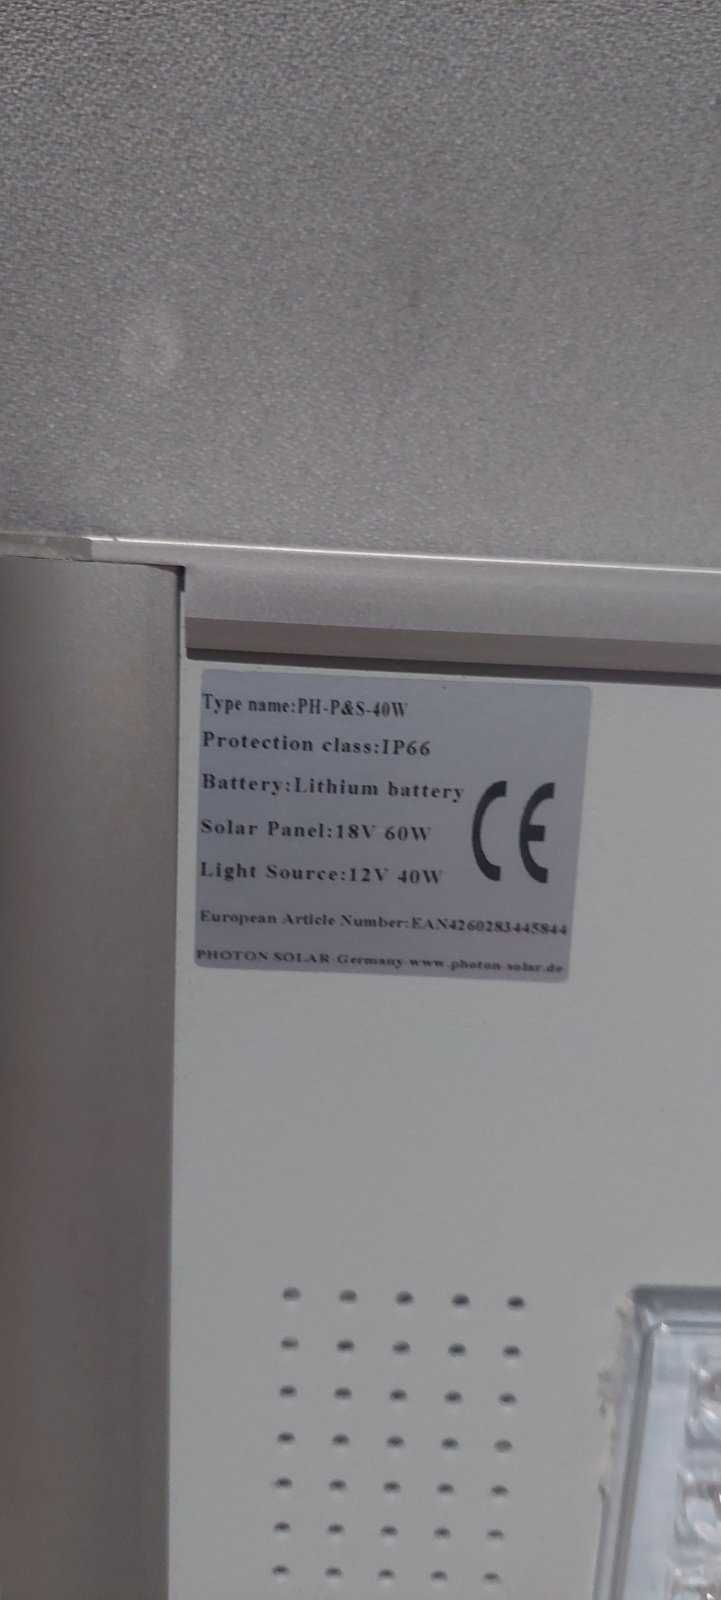 Type name:PH-P&S-40W
Protection class:IP66
Battery:Lithium battery
Solar Panel:18V 60W
Light Source:12V 40W
CE
European Article Number:EAN4260283445844
PHOTON SOLAR Germany www.photon-solar.de